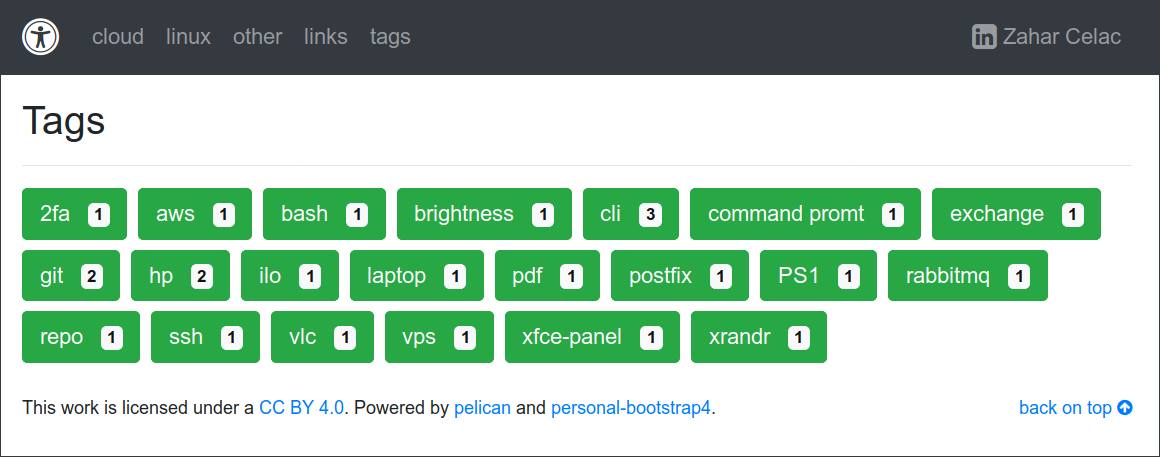 cloud linux other links tags in Zahar Celac
Tags
2fa 1 aws 1 bash 1 brightness 1 cli 3 command promt 1 exchange 1
git 2 hp 2 ilo 1 laptop 1 pdf 1 postfix 1 PS1 1 rabbitmq 1
repo 1 ssh 1 vlc 1 vps 1 xfce-panel 1 xrandr 1
This work is licensed under a CC BY 4.0. Powered by pelican and personal-bootstrap4. back on top